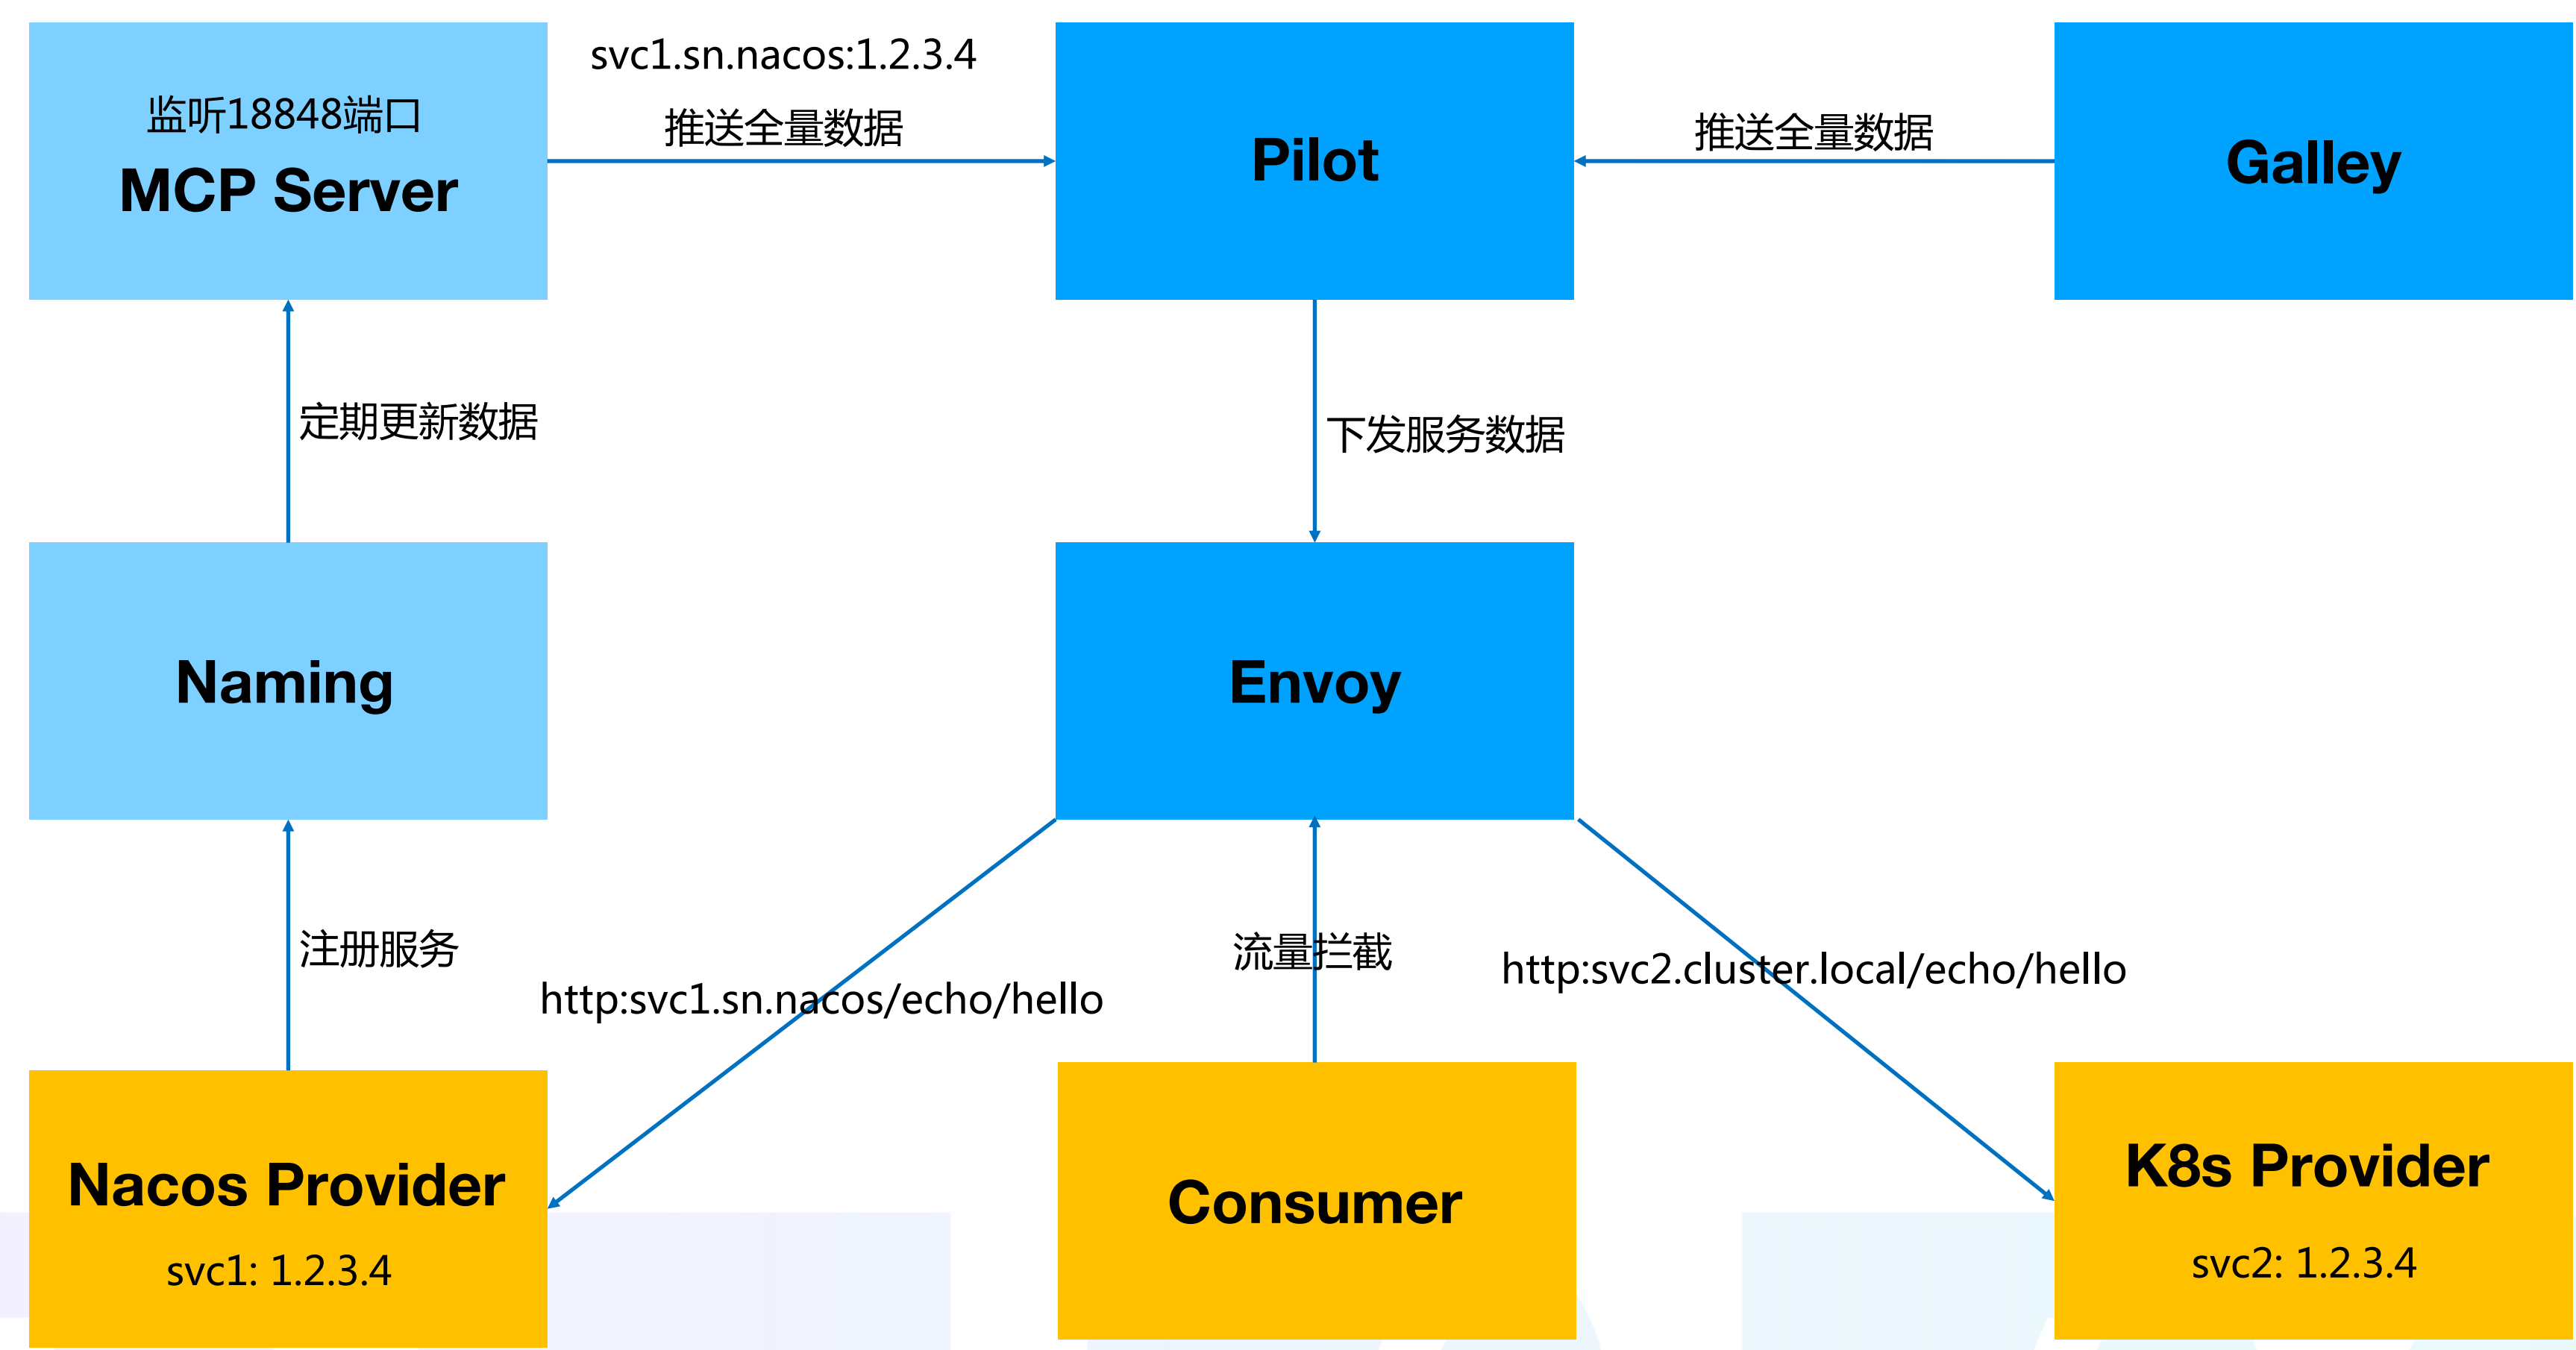 监听18848端口
MCP Server
svc1.sn.nacos:1.2.3.4
推送全量数据
Pilot
推送全量数据
Galley
定期更新数据
下发服务数据
Naming
Envoy
注册服务
http:svc1.sn.nacos/echo/hello
流量拦截
http:svc2.cluster.local/echo/hello
Nacos Provider
svc1: 1.2.3.4
Consumer
K8s Provider
svc2: 1.2.3.4